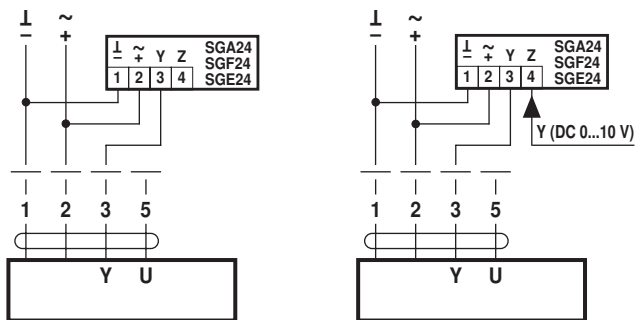 ⊥ ~
– +
⊥ ~ Y Z SGA24
– + SGF24
1 2 3 4 SGE24
1 2 3 5
Y U
⊥ ~
– +
⊥ ~ Y Z SGA24
– + SGF24
1 2 3 4 SGE24
Y (DC 0...10 V)
1 2 3 5
Y U